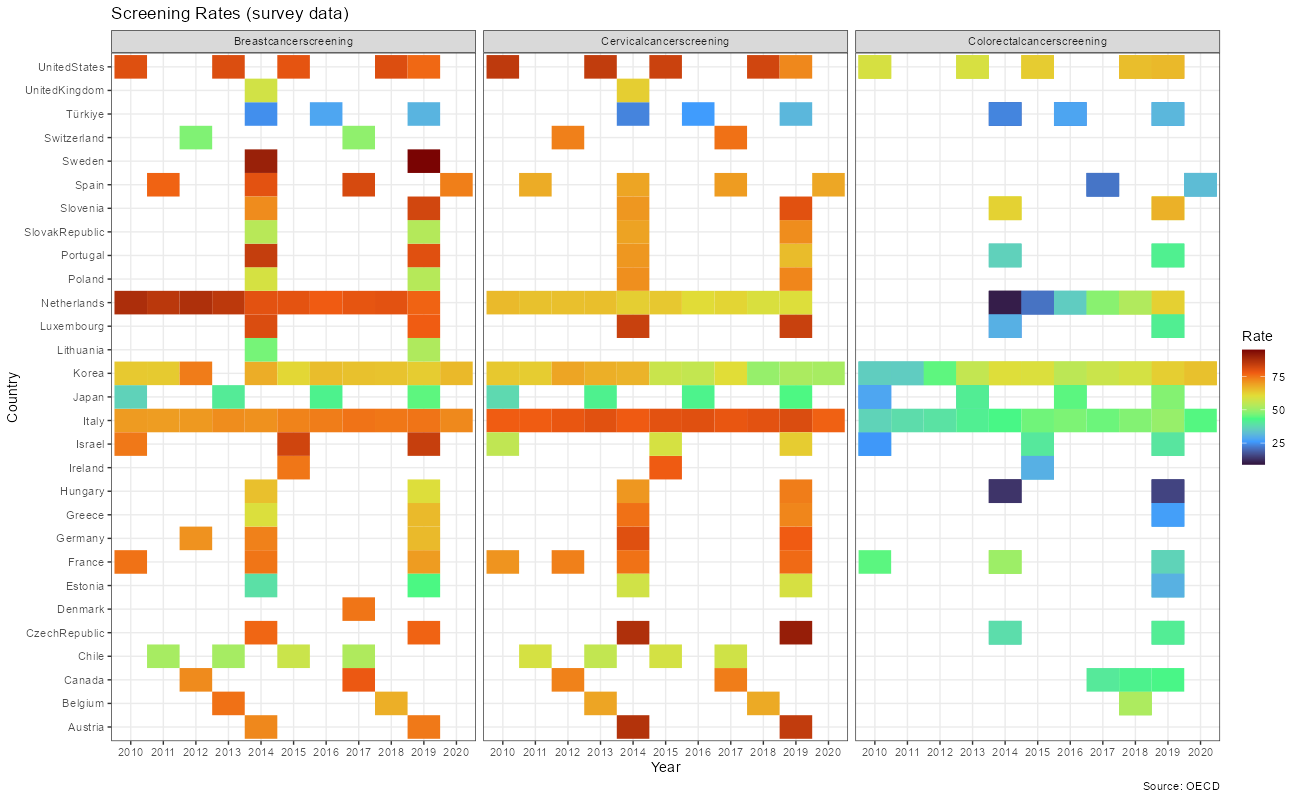 Screening Rates (survey data)
Breastcancerscreening
Cervicalcancerscreening
Colorectalcancerscreening
UnitedStates
UnitedKingdom
Türkiye
Switzerland
Sweden
Spain
Slovenia
SlovakRepublic
Portugal
Poland
Netherlands
Luxembourg
Lithuania
Korea
Japan
Italy
Israel
Ireland
Hungary
Greece
Germany
France
Estonia
Denmark
CzechRepublic
Chile
Canada
Belgium
Austria
Country
2010 2011 2012 2013 2014 2015 2016 2017 2018 2019 2020
2010 2011 2012 2013 2014 2015 2016 2017 2018 2019 2020
2010 2011 2012 2013 2014 2015 2016 2017 2018 2019 2020
Year
Rate
75
50
25
Source: OECD